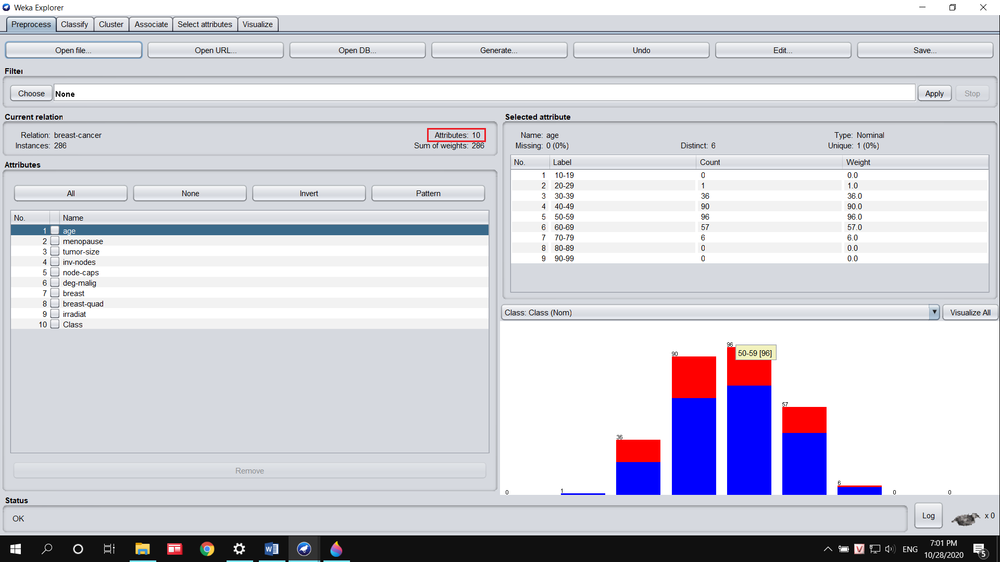 Weka Explorer
Preprocess Classify Cluster Associate Select attributes Visualize
Open file... Open URL... Open DB... Generate... Undo Edit... Save...
Filter
Choose None Apply Stop
Current relation
Relation: breast-cancer Attributes: 10
Instances: 286 Sum of weights: 286
Attributes
All None Invert Pattern
No. Name
1 age
2 menopause
3 tumor-size
4 inv-nodes
5 node-caps
6 deg-malig
7 breast
8 breast-quad
9 irradiat
10 Class
Remove
Selected attribute
Name: age Type: Nominal
Missing: 0 (0%) Distinct: 6 Unique: 1 (0%)
No. Label Count Weight
1 10-19 0 0.0
2 20-29 1 1.0
3 30-39 36 36.0
4 40-49 90 90.0
5 50-59 96 96.0
6 60-69 57 57.0
7 70-79 6 6.0
8 80-89 0 0.0
9 90-99 0 0.0
Class: Class (Nom) Visualize All
0 1 36 90 96 57 6 0 0
50-59 [96]
Status
OK
Log x 0
ENG
7:01 PM
10/28/2020
5